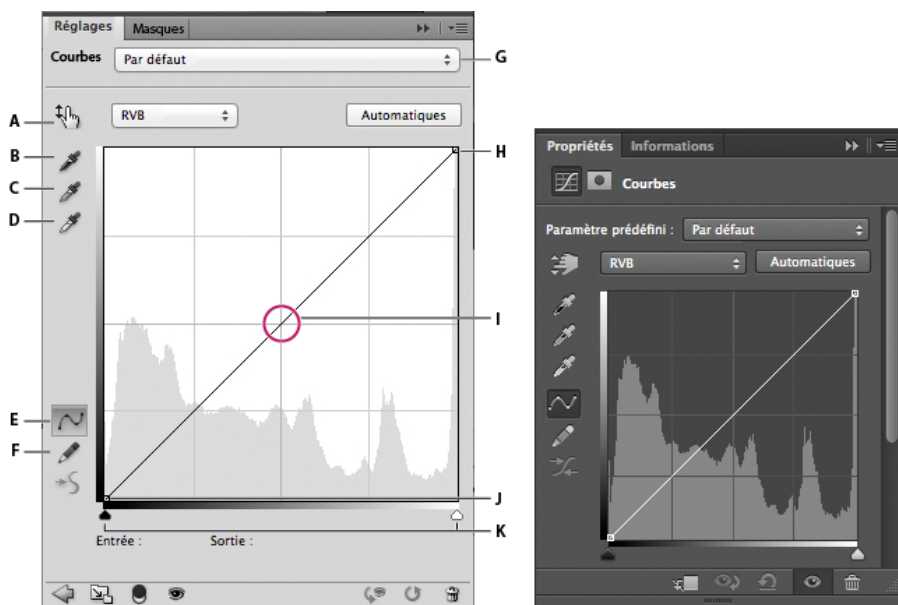 Réglages Masques
Courbes Par défaut G
A RVB Automatiques
B H
C
D
I
E
F
J
K
Entrée : Sortie :
Propriétés Informations
Courbes
Paramètre prédéfini : Par défaut
RVB Automatiques